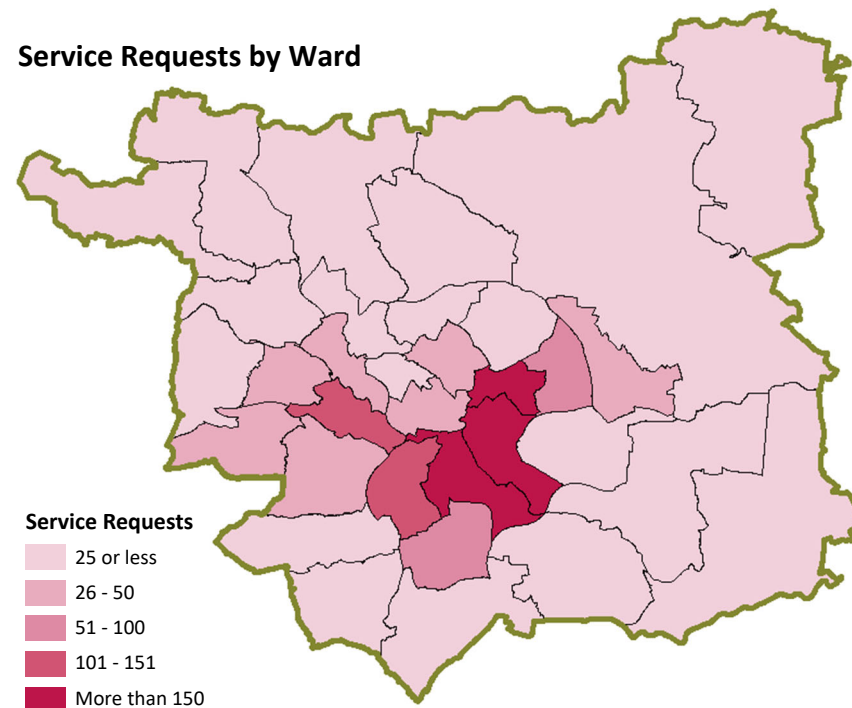 Service Requests by Ward
Service Requests
25 or less
26 - 50
51 - 100
101 - 151
More than 150